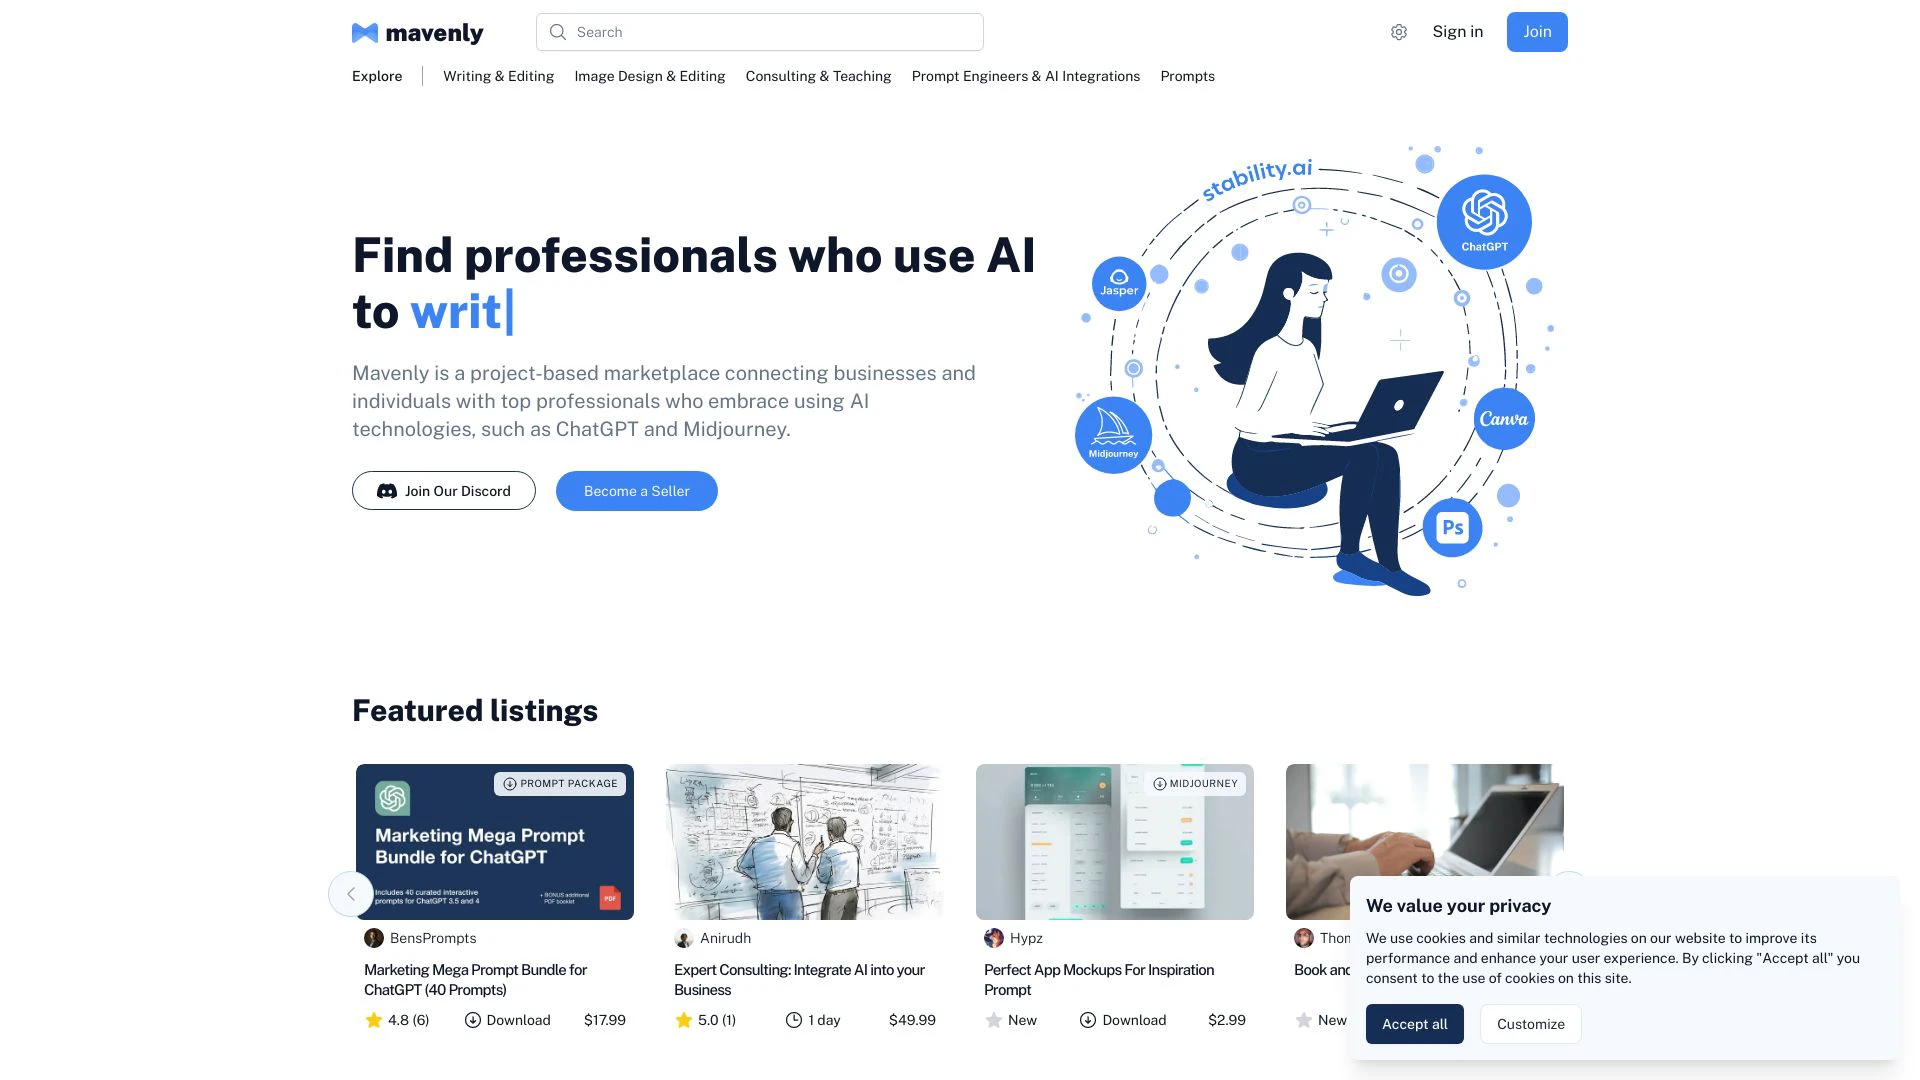 mavenly
Search
Sign in
Join
Explore
Writing & Editing
Image Design & Editing
Consulting & Teaching
Prompt Engineers & AI Integrations
Prompts
Find professionals who use AI
to writ|
Mavenly is a project-based marketplace connecting businesses and
individuals with top professionals who embrace using AI
technologies, such as ChatGPT and Midjourney.
Join Our Discord
Become a Seller
stability.ai
ChatGPT
Jasper
Midjourney
Canva
Ps
Featured listings
PROMPT PACKAGE
Marketing Mega Prompt
Bundle for ChatGPT
Includes 40 curated interactive
prompts for ChatGPT 3.5 and 4
+ BONUS additional
PDF booklet
PDF
BensPrompts
Marketing Mega Prompt Bundle for
ChatGPT (40 Prompts)
4.8 (6)
Download
$17.99
Anirudh
Expert Consulting: Integrate AI into your
Business
5.0 (1)
1 day
$49.99
MIDJOURNEY
Hypz
Perfect App Mockups For Inspiration
Prompt
New
Download
$2.99
Book and
New
We value your privacy
We use cookies and similar technologies on our website to improve its
performance and enhance your user experience. By clicking "Accept all" you
consent to the use of cookies on this site.
Accept all
Customize